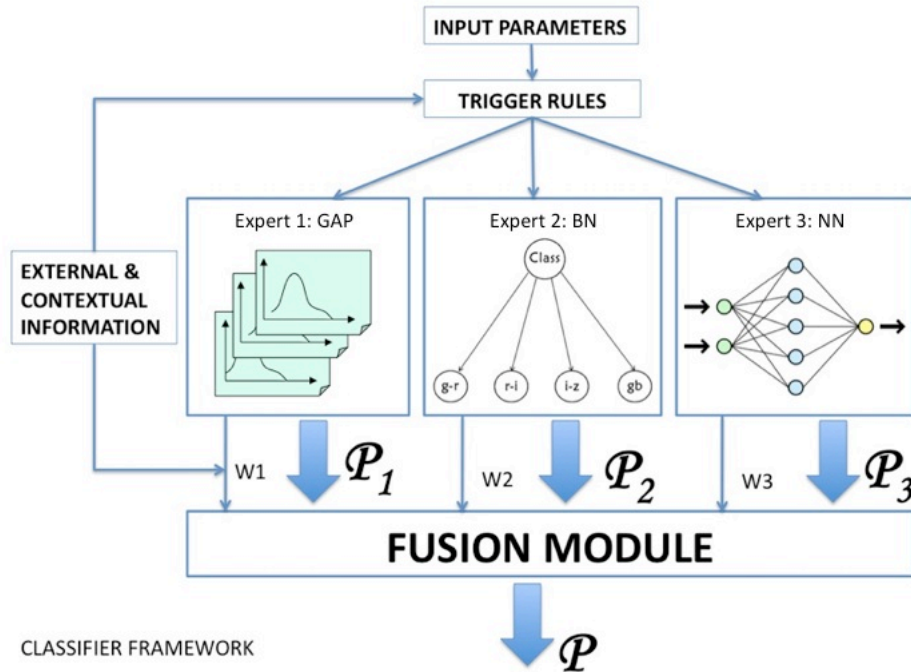 INPUT PARAMETERS
TRIGGER RULES
Expert 1: GAP
Expert 2: BN
Expert 3: NN
EXTERNAL &
CONTEXTUAL
INFORMATION
Class
g-r
r-i
i-z
gb
W1
P1
W2
P2
W3
P3
FUSION MODULE
CLASSIFIER FRAMEWORK
P